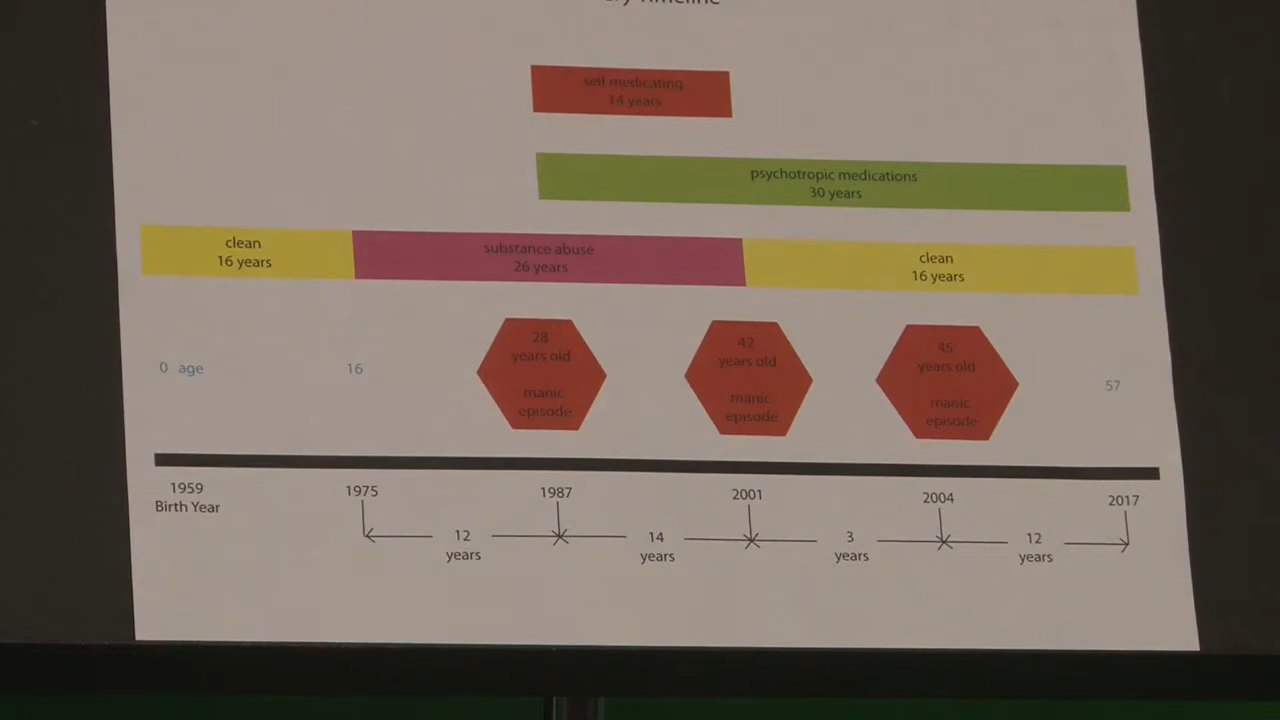 Timeline
self medicating
14 years
psychotropic medications
30 years
clean
16 years
substance abuse
26 years
clean
16 years
0 age
16
28
years old
manic
episode
42
years old
manic
episode
45
years old
manic
episode
57
1959
Birth Year
1975
1987
2001
2004
2017
12
years
14
years
3
years
12
years